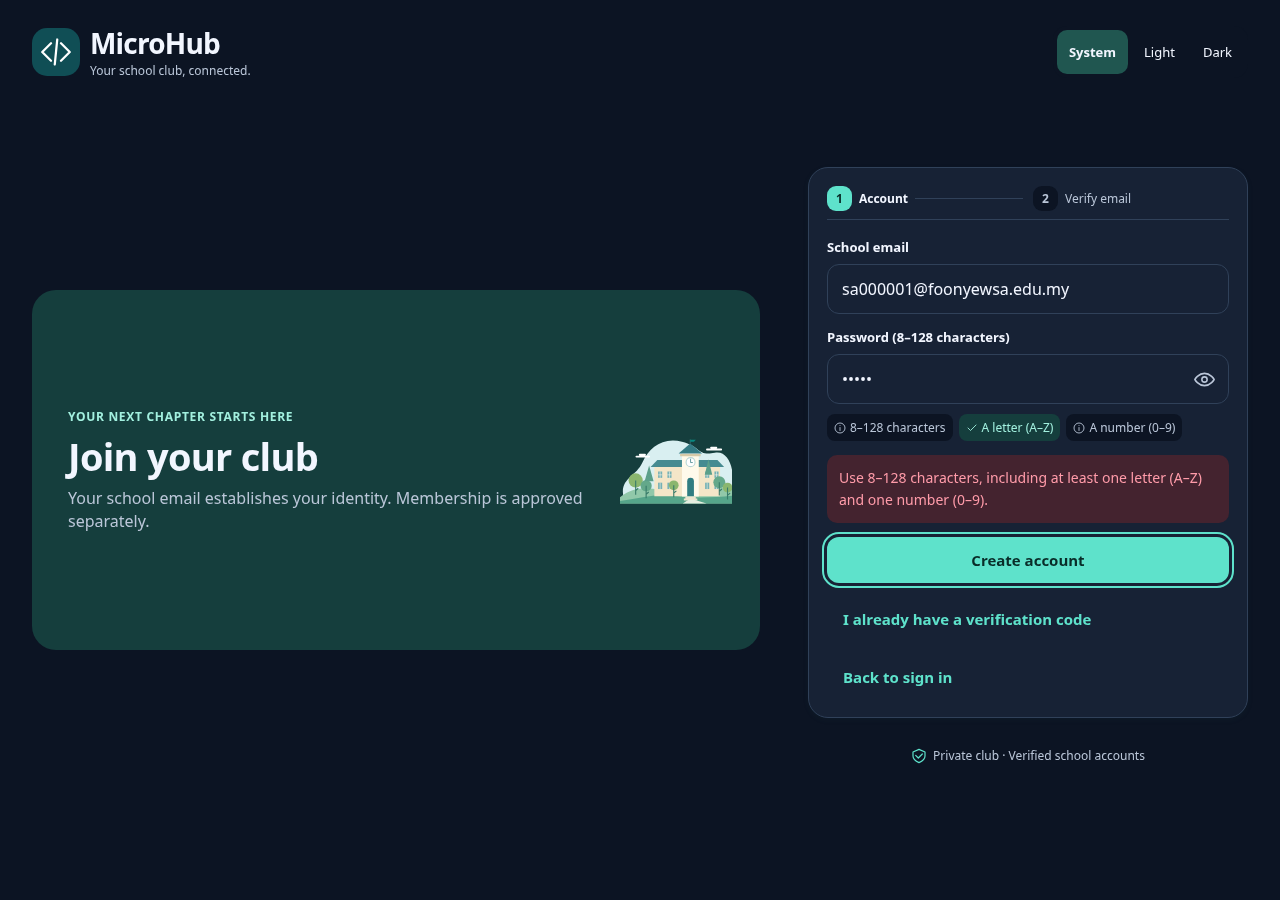 MicroHub
Your school club, connected.
System
Light
Dark
1
Account
2
Verify email
School email
sa000001@foonyewsa.edu.my
Password (8–128 characters)
•••••
8–128 characters
A letter (A–Z)
A number (0–9)
Use 8–128 characters, including at least one letter (A–Z)
and one number (0–9).
Create account
I already have a verification code
Back to sign in
Private club · Verified school accounts
YOUR NEXT CHAPTER STARTS HERE
Join your club
Your school email establishes your identity. Membership is approved
separately.